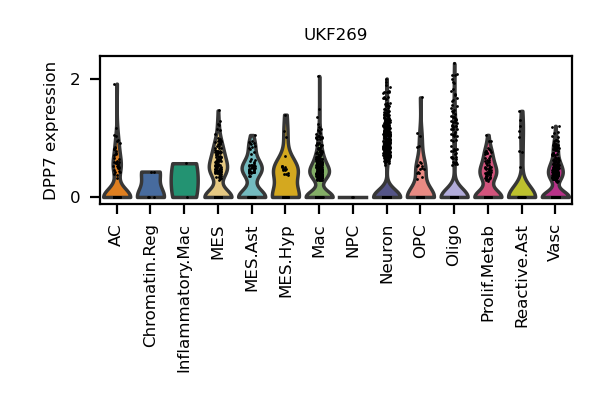 UKF269
DPP7 expression
2
0
AC
Chromatin.Reg
Inflammatory.Mac
MES
MES.Ast
MES.Hyp
Mac
NPC
Neuron
OPC
Oligo
Prolif.Metab
Reactive.Ast
Vasc